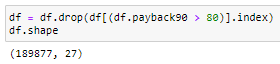 df = df.drop(df[(df.payback90 > 80)].index)
df.shape
(189877, 27)